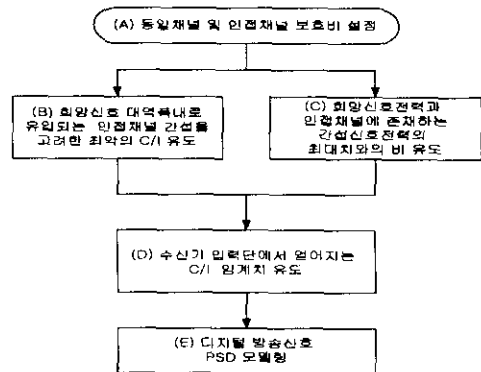 (A) 동일채널 및 인접채널 보호비 설정
(B) 희망신호 대역폭내로
유입되는 인접채널 간섭을
고려한 최악의 C/I 유도
(C) 희망신호전력과
인접채널에 존재하는
간섭신호전력의
최대치와의 비 유도
(D) 수신기 입력단에서 얻어지는
C/I 임계치 유도
(E) 디지털 방송신호
PSD 모델링